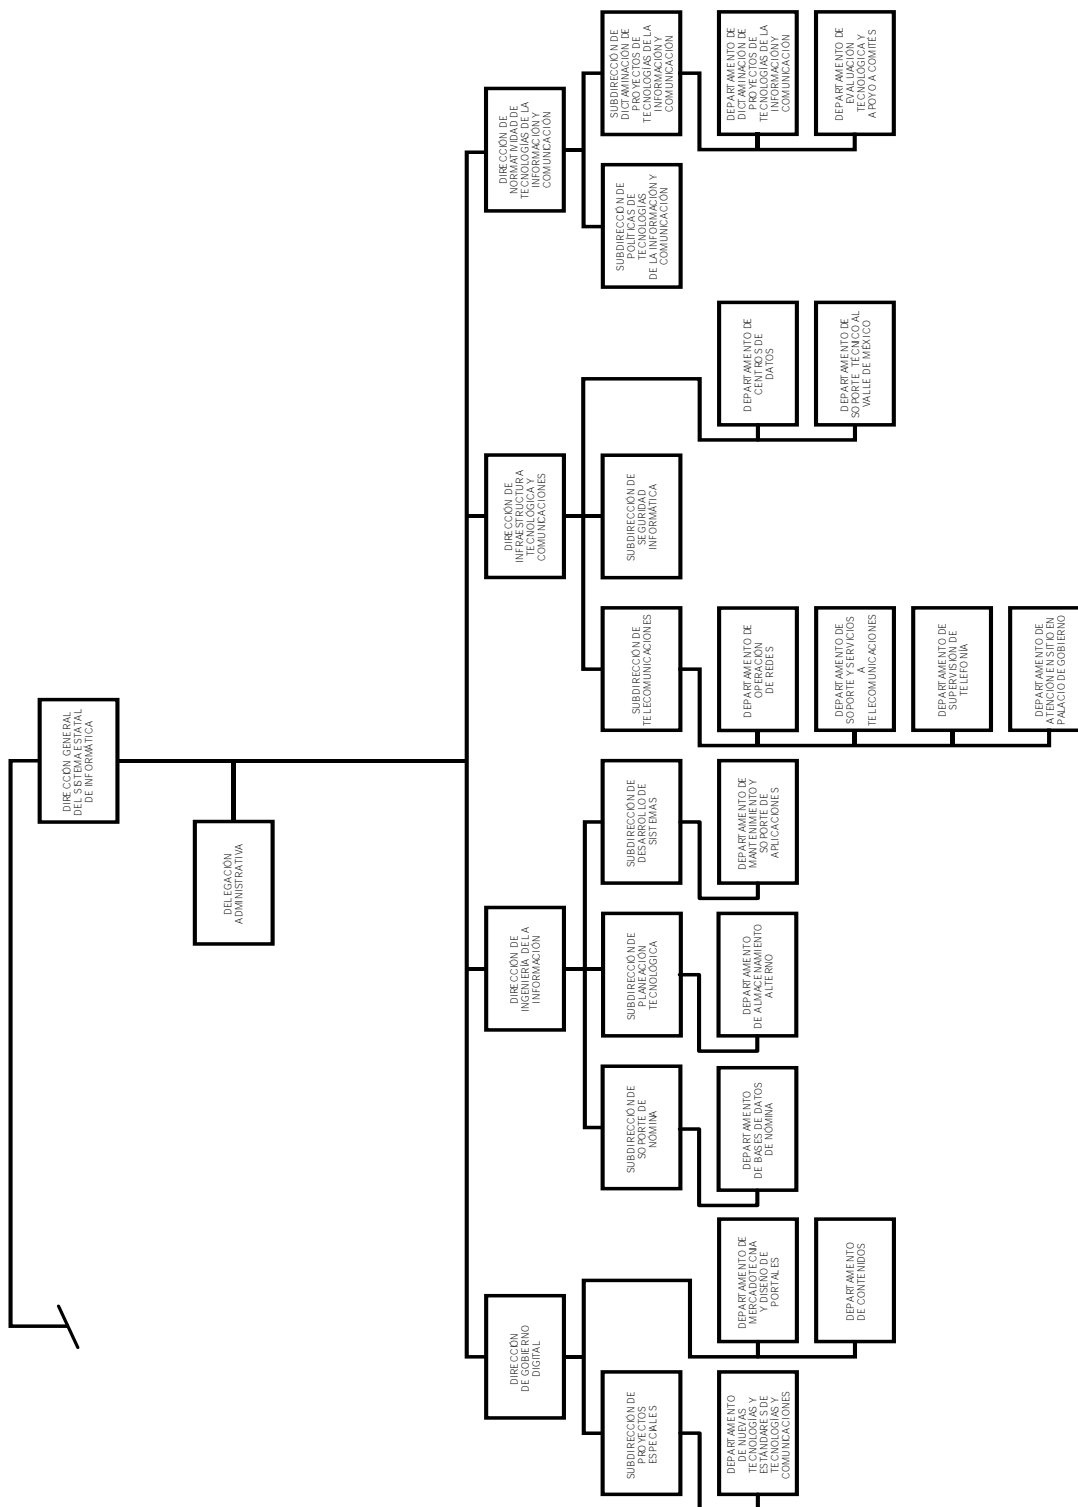 DIRECCIÓN GENERAL
DEL SISTEMA ESTATAL
DE INFORMÁTICA
DELEGACIÓN
ADMINISTRATIVA
DIRECCIÓN
DE GOBIERNO
DIGITAL
DIRECCIÓN DE
INGENIERÍA DE LA
INFORMACIÓN
DIRECCIÓN DE
INFRAESTRUCTURA
TECNOLÓGICA Y
COMUNICACIONES
DIRECCIÓN DE
NORMATIVIDAD DE
TECNOLOGÍAS DE LA
INFORMACIÓN Y
COMUNICACIÓN
SUBDIRECCIÓN DE
PROYECTOS
ESPECIALES
SUBDIRECCIÓN DE
SOPORTE DE
NÓMINA
SUBDIRECCIÓN DE
PLANEACIÓN
TECNOLÓGICA
SUBDIRECCIÓN DE
DESARROLLO DE
SISTEMAS
SUBDIRECCIÓN DE
TELECOMUNICACIONES
SUBDIRECCIÓN DE
SEGURIDAD
INFORMÁTICA
SUBDIRECCIÓN DE
POLÍTICAS DE
TECNOLOGÍAS
DE LA INFORMACIÓN Y
COMUNICACIÓN
SUBDIRECCIÓN DE
DICTAMINACIÓN DE
PROYECTOS DE
TECNOLOGÍAS DE LA
INFORMACIÓN Y
COMUNICACIÓN
DEPARTAMENTO
DE NUEVAS
TECNOLOGÍAS Y
ESTÁNDARES DE
TECNOLOGÍAS Y
COMUNICACIONES
DEPARTAMENTO DE
MERCADOTECNIA
Y DISEÑO DE
PORTALES
DEPARTAMENTO
DE BASES DE DATOS
DE NÓMINA
DEPARTAMENTO
DE ALMACENAMIENTO
ALTERNO
DEPARTAMENTO DE
MANTENIMIENTO Y
SOPORTE DE
APLICACIONES
DEPARTAMENTO DE
OPERACIÓN
DE REDES
DEPARTAMENTO DE
CENTROS DE
DATOS
DEPARTAMENTO DE
DICTAMINACIÓN DE
PROYECTOS DE
TECNOLOGÍAS DE LA
INFORMACIÓN Y
COMUNICACIÓN
DEPARTAMENTO
DE CONTENIDOS
DEPARTAMENTO DE
SOPORTE Y SERVICIOS
A
TELECOMUNICACIONES
DEPARTAMENTO DE
SOPORTE TÉCNICO AL
VALLE DE MÉXICO
DEPARTAMENTO DE
EVALUACIÓN
TECNOLÓGICA Y
APOYO A COMITÉS
DEPARTAMENTO DE
SUPERVISIÓN DE
TELEFONÍA
DEPARTAMENTO DE
ATENCIÓN EN SITIO EN
PALACIO DE GOBIERNO